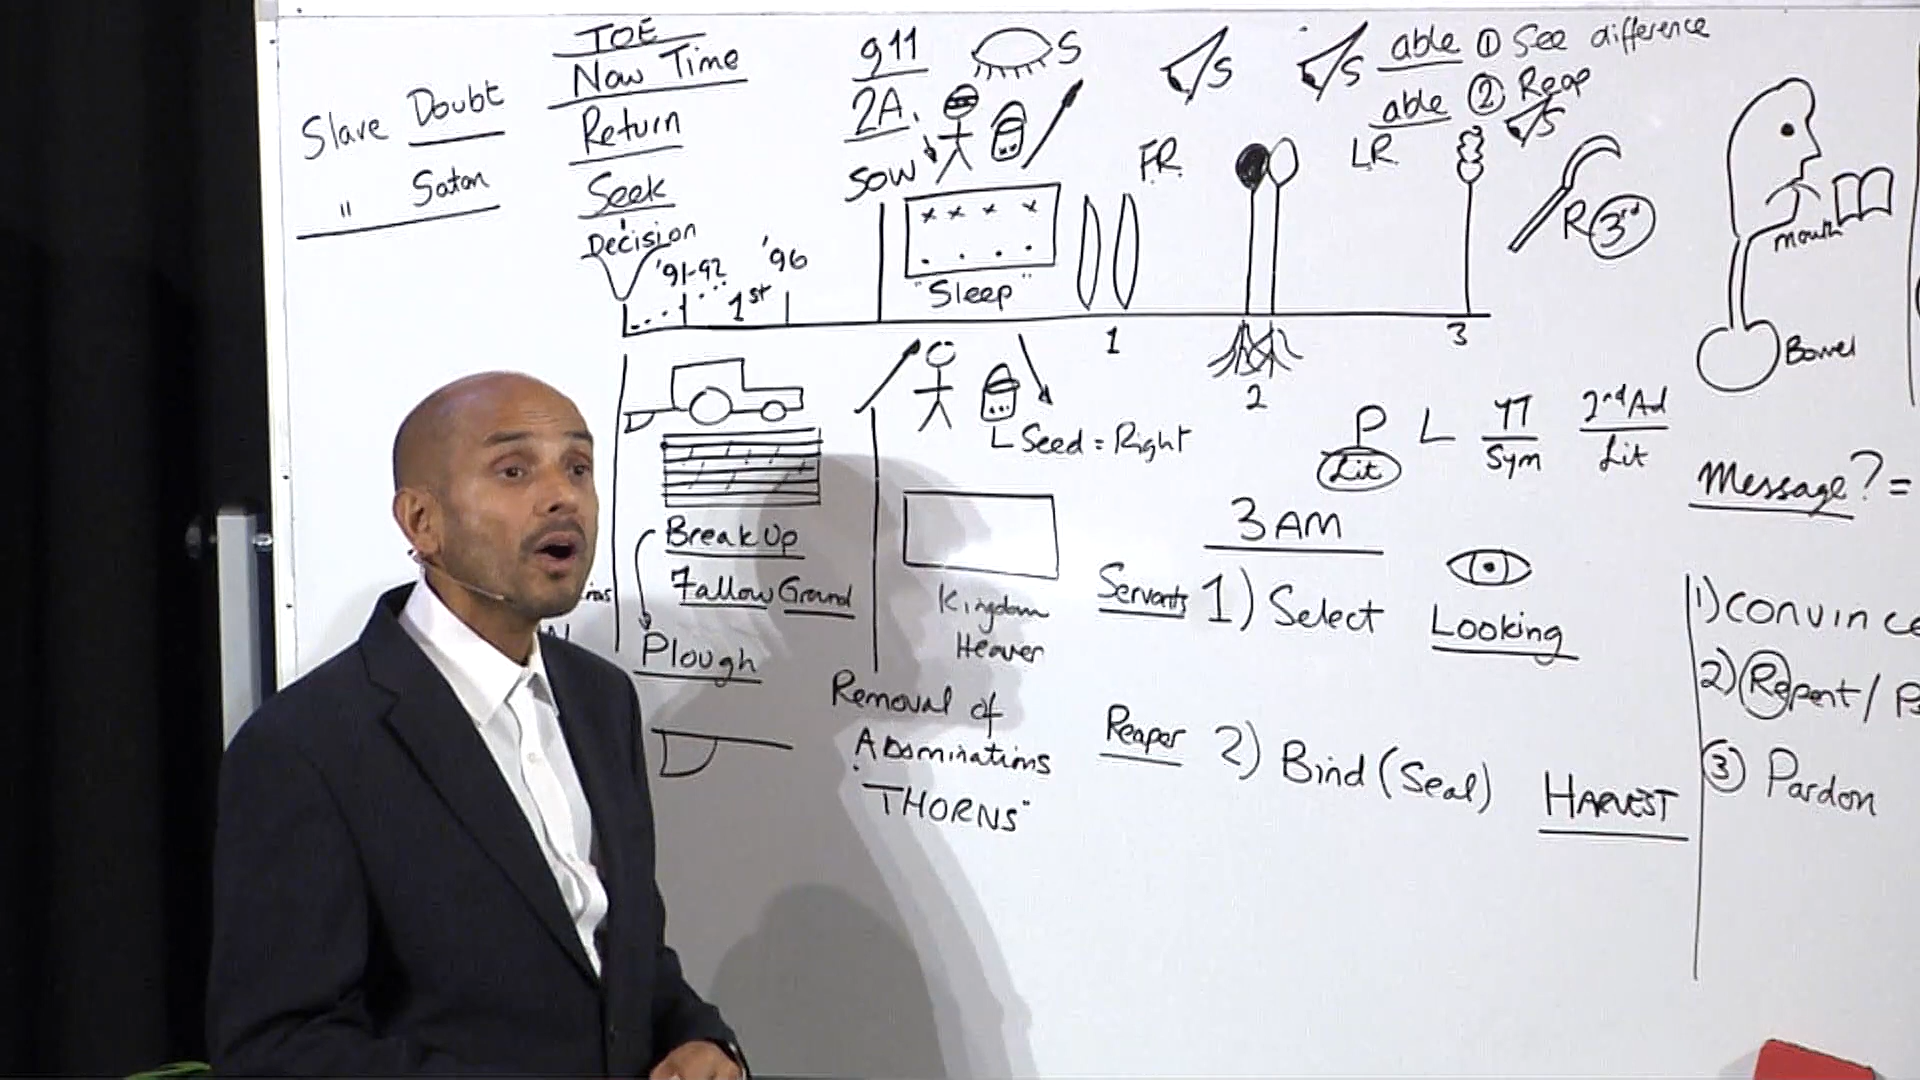 TOE
Now Time
Return
Seek
Decision
'91-92
1st
'96
Slave Doubt
" Satan
911
2A.
SOW
S
S
S
able ① See difference
able ② Reap
S
"Sleep"
F.R.
L.R.
R 3rd
1
2
3
mouth
Bowel
L Seed = Right
P
Lit
L
TT
Sym
2nd Ad
Lit
Message? =
Break Up
Fallow Ground
Plough
Kingdom
Heaven
Removal of
Abominations
"THORNS"
3 AM
Servants 1) Select
Looking
Reaper 2) Bind (Seal)
HARVEST
1) Convince
2) Repent /
③ Pardon